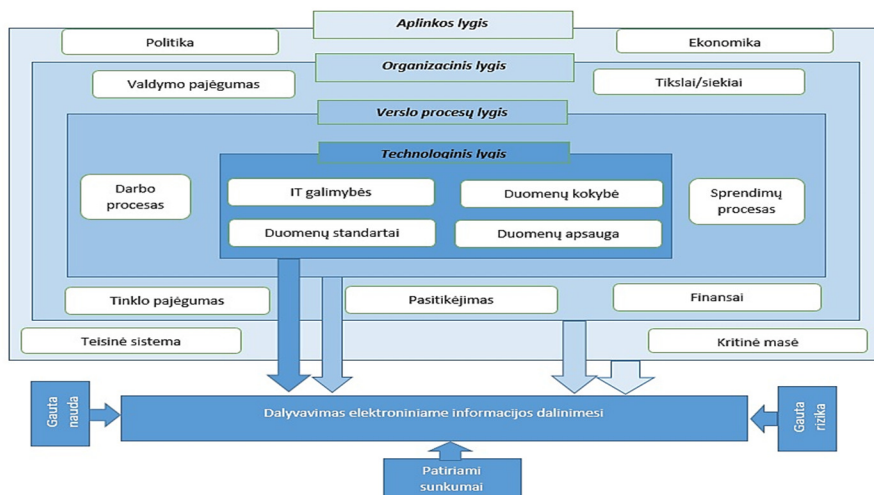 Aplinkos lygis
Politika
Ekonomika
Organizacinis lygis
Valdymo pajėgumas
Tikslai/siekiai
Verslo procesų lygis
Technologinis lygis
Darbo
procesas
IT galimybės
Duomenų kokybė
Sprendimų
procesas
Duomenų standartai
Duomenų apsauga
Tinklo pajėgumas
Pasitikėjimas
Finansai
Teisinė sistema
Kritinė masė
Gauta
nauda
Dalyvavimas elektroniniame informacijos dalinimesi
Gauta
rizika
Patiriami
sunkumai